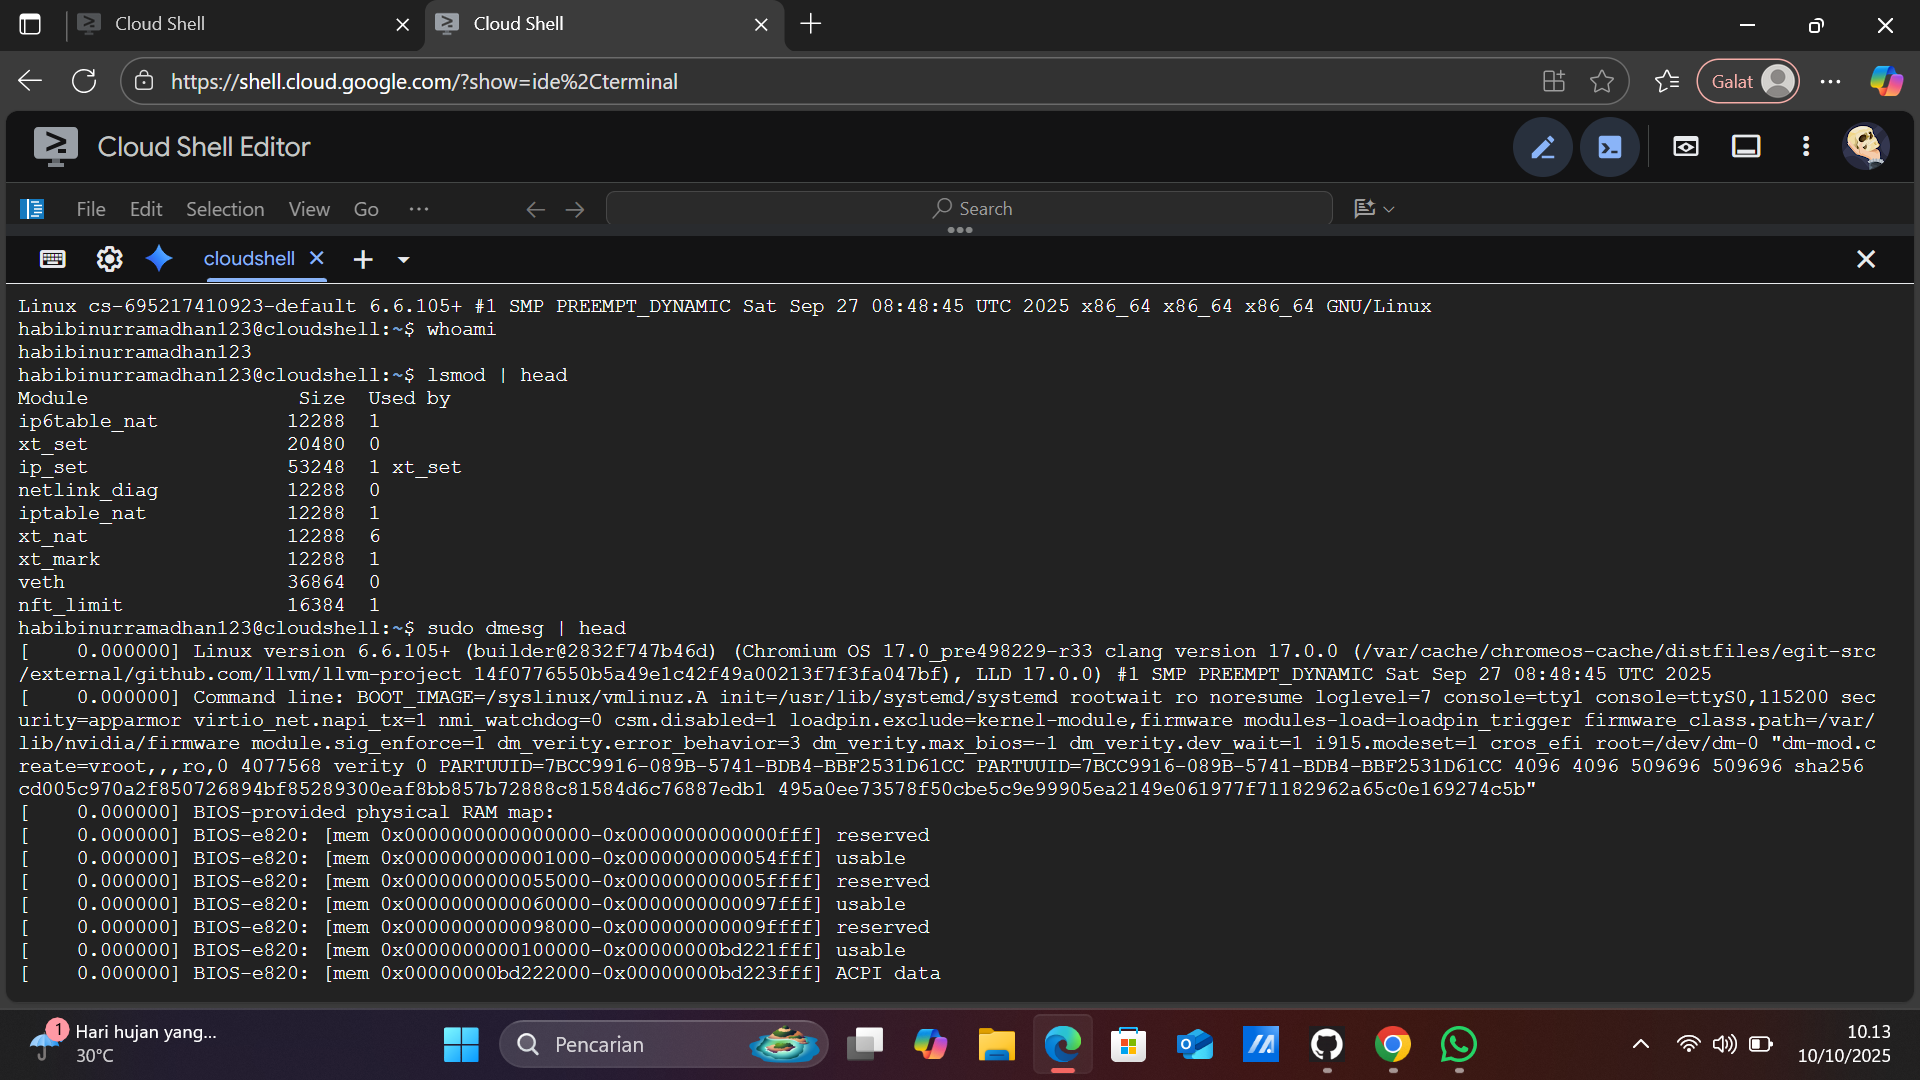 Cloud Shell
Cloud Shell
https://shell.cloud.google.com/?show=ide%2Cterminal
Galat
Cloud Shell Editor
File Edit Selection View Go
Search
cloudshell
Linux cs-695217410923-default 6.6.105+ #1 SMP PREEMPT_DYNAMIC Sat Sep 27 08:48:45 UTC 2025 x86_64 x86_64 x86_64 GNU/Linux
habibinurramadhan123@cloudshell:~$ whoami
habibinurramadhan123
habibinurramadhan123@cloudshell:~$ lsmod | head
Module Size Used by
ip6table_nat 12288 1
xt_set 20480 0
ip_set 53248 1 xt_set
netlink_diag 12288 0
iptable_nat 12288 1
xt_nat 12288 6
xt_mark 12288 1
veth 36864 0
nft_limit 16384 1
habibinurramadhan123@cloudshell:~$ sudo dmesg | head
[ 0.000000] Linux version 6.6.105+ (builder@2832f747b46d) (Chromium OS 17.0_pre498229-r33 clang version 17.0.0 (/var/cache/chromeos-cache/distfiles/egit-src
/external/github.com/llvm/llvm-project 14f0776550b5a49e1c42f49a00213f7f3fa047bf), LLD 17.0.0) #1 SMP PREEMPT_DYNAMIC Sat Sep 27 08:48:45 UTC 2025
[ 0.000000] Command line: BOOT_IMAGE=/syslinux/vmlinuz.A init=/usr/lib/systemd/systemd rootwait ro noresume loglevel=7 console=tty1 console=ttyS0,115200 sec
urity=apparmor virtio_net.napi_tx=1 nmi_watchdog=0 csm.disabled=1 loadpin.exclude=kernel-module,firmware modules-load=loadpin_trigger firmware_class.path=/var/
lib/nvidia/firmware module.sig_enforce=1 dm_verity.error_behavior=3 dm_verity.max_bios=-1 dm_verity.dev_wait=1 i915.modeset=1 cros_efi root=/dev/dm-0 "dm-mod.c
reate=vroot,,,ro,0 4077568 verity 0 PARTUUID=7BCC9916-089B-5741-BDB4-BBF2531D61CC PARTUUID=7BCC9916-089B-5741-BDB4-BBF2531D61CC 4096 4096 509696 509696 sha256
cd005c970a2f850726894bf85289300eaf8bb857b72888c81584d6c76887edb1 495a0ee73578f50cbe5c9e99905ea2149e061977f71182962a65c0e169274c5b"
[ 0.000000] BIOS-provided physical RAM map:
[ 0.000000] BIOS-e820: [mem 0x0000000000000000-0x0000000000000fff] reserved
[ 0.000000] BIOS-e820: [mem 0x0000000000001000-0x0000000000054fff] usable
[ 0.000000] BIOS-e820: [mem 0x0000000000055000-0x000000000005ffff] reserved
[ 0.000000] BIOS-e820: [mem 0x0000000000060000-0x0000000000097fff] usable
[ 0.000000] BIOS-e820: [mem 0x0000000000098000-0x000000000009ffff] reserved
[ 0.000000] BIOS-e820: [mem 0x0000000000100000-0x00000000bd221fff] usable
[ 0.000000] BIOS-e820: [mem 0x00000000bd222000-0x00000000bd223fff] ACPI data
1
Hari hujan yang...
30°C
Pencarian
10.13
10/10/2025